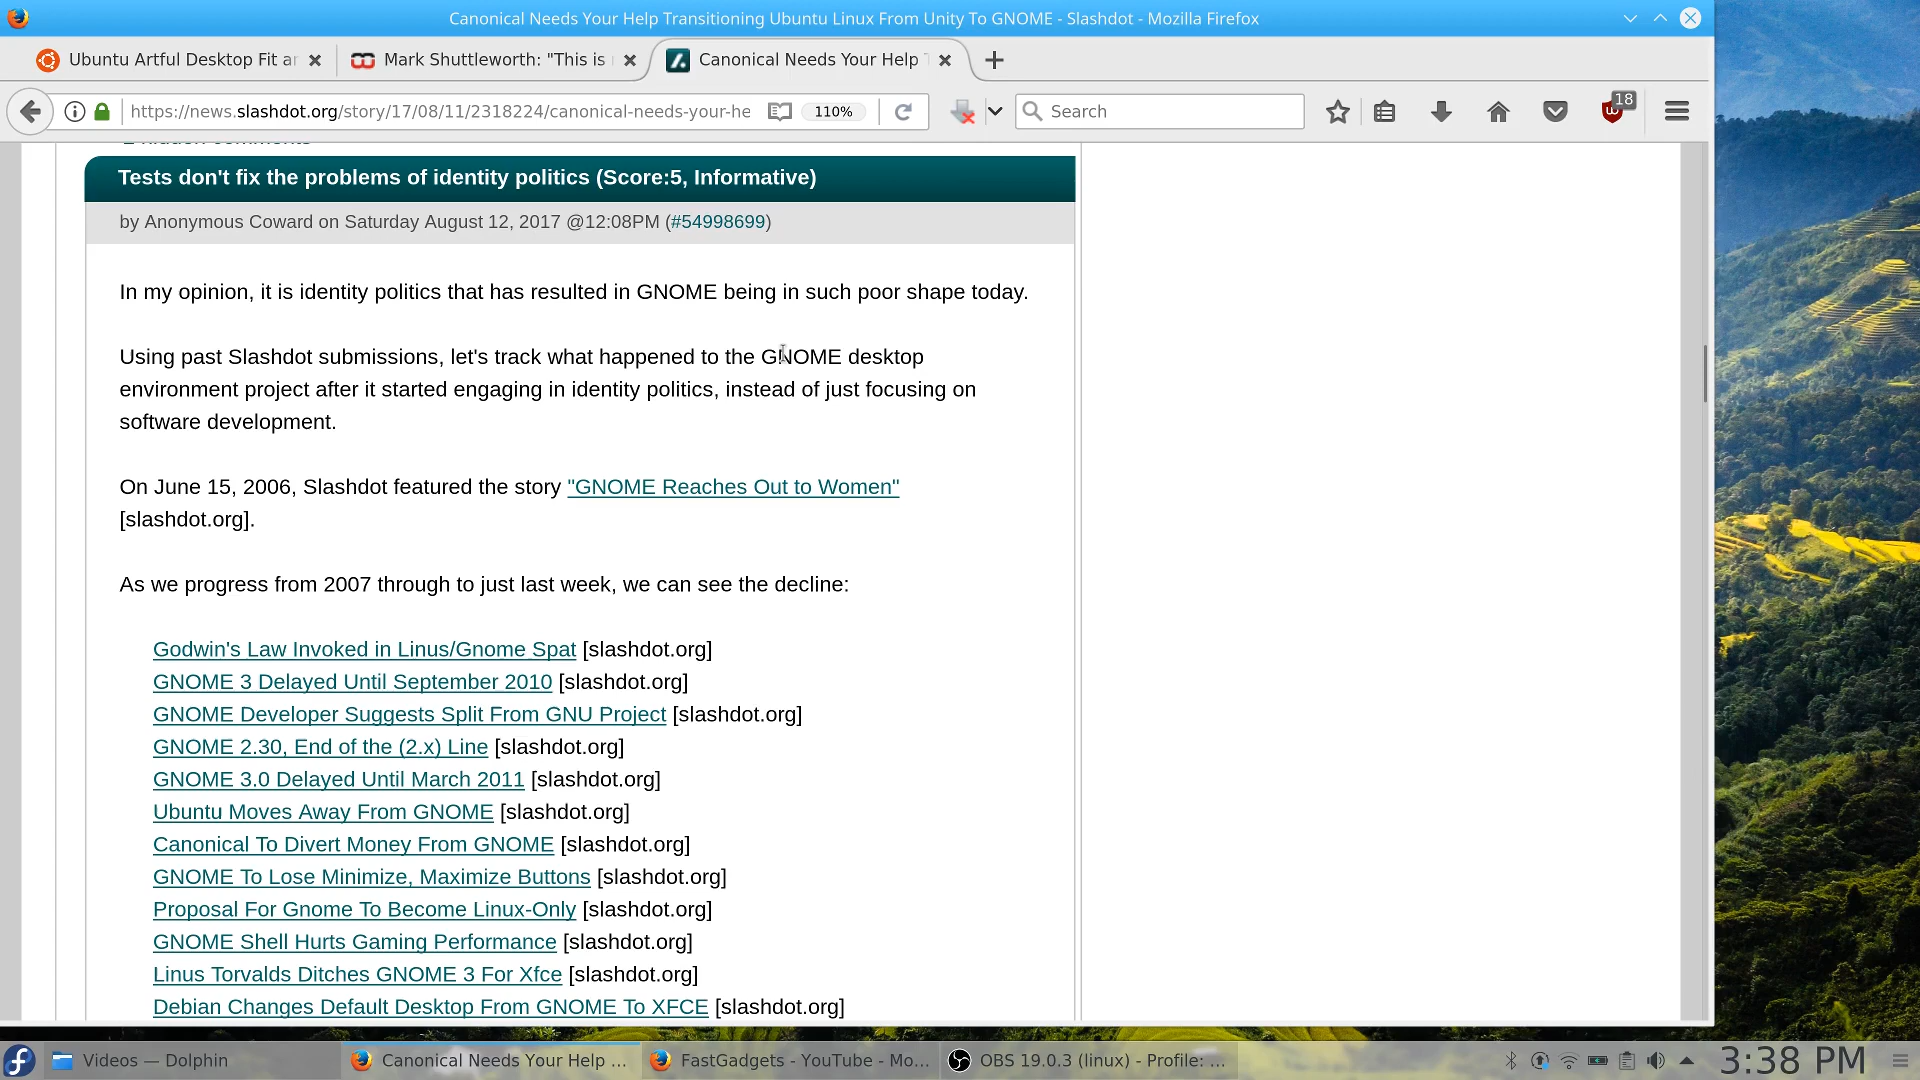 Canonical Needs Your Help Transitioning Ubuntu Linux From Unity To GNOME - Slashdot - Mozilla Firefox
Ubuntu Artful Desktop Fit ar
Mark Shuttleworth: "This is
Canonical Needs Your Help
https://news.slashdot.org/story/17/08/11/2318224/canonical-needs-your-he
110%
Search
18
Tests don't fix the problems of identity politics (Score:5, Informative)
by Anonymous Coward on Saturday August 12, 2017 @12:08PM (#54998699)
In my opinion, it is identity politics that has resulted in GNOME being in such poor shape today.
Using past Slashdot submissions, let's track what happened to the GNOME desktop
environment project after it started engaging in identity politics, instead of just focusing on
software development.
On June 15, 2006, Slashdot featured the story "GNOME Reaches Out to Women"
[slashdot.org].
As we progress from 2007 through to just last week, we can see the decline:
Godwin's Law Invoked in Linus/Gnome Spat [slashdot.org]
GNOME 3 Delayed Until September 2010 [slashdot.org]
GNOME Developer Suggests Split From GNU Project [slashdot.org]
GNOME 2.30, End of the (2.x) Line [slashdot.org]
GNOME 3.0 Delayed Until March 2011 [slashdot.org]
Ubuntu Moves Away From GNOME [slashdot.org]
Canonical To Divert Money From GNOME [slashdot.org]
GNOME To Lose Minimize, Maximize Buttons [slashdot.org]
Proposal For Gnome To Become Linux-Only [slashdot.org]
GNOME Shell Hurts Gaming Performance [slashdot.org]
Linus Torvalds Ditches GNOME 3 For Xfce [slashdot.org]
Debian Changes Default Desktop From GNOME To XFCE [slashdot.org]
Videos — Dolphin
Canonical Needs Your Help ...
FastGadgets - YouTube - Mo...
OBS 19.0.3 (linux) - Profile: ...
3:38 PM